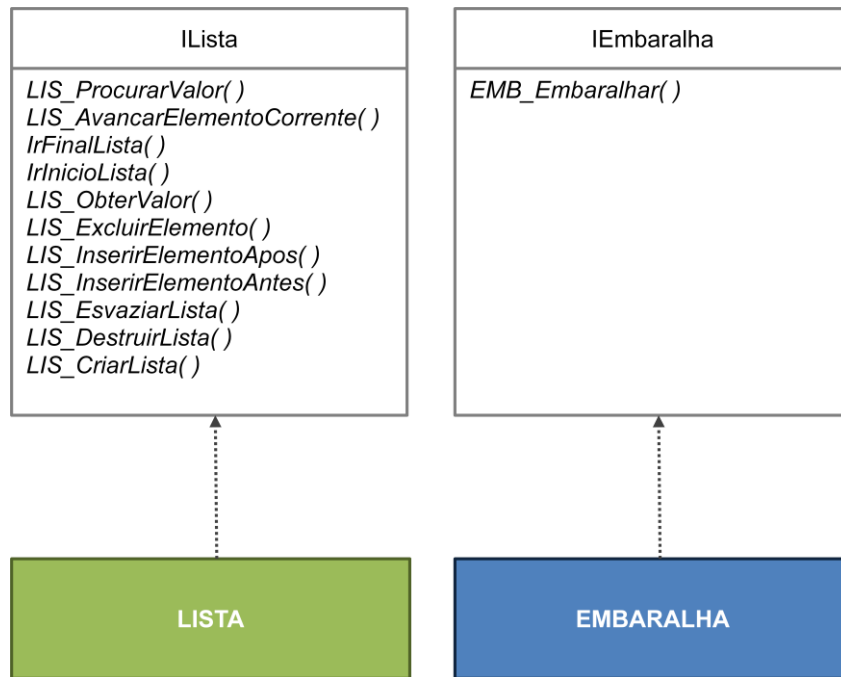 ILista
LIS_ProcurarValor( )
LIS_AvancarElementoCorrente( )
IrFinalLista( )
IrInicioLista( )
LIS_ObterValor( )
LIS_ExcluirElemento( )
LIS_InserirElementoApos( )
LIS_InserirElementoAntes( )
LIS_EsvaziarLista( )
LIS_DestruirLista( )
LIS_CriarLista( )
IEmbaralha
EMB_Embaralhar( )
LISTA
EMBARALHA